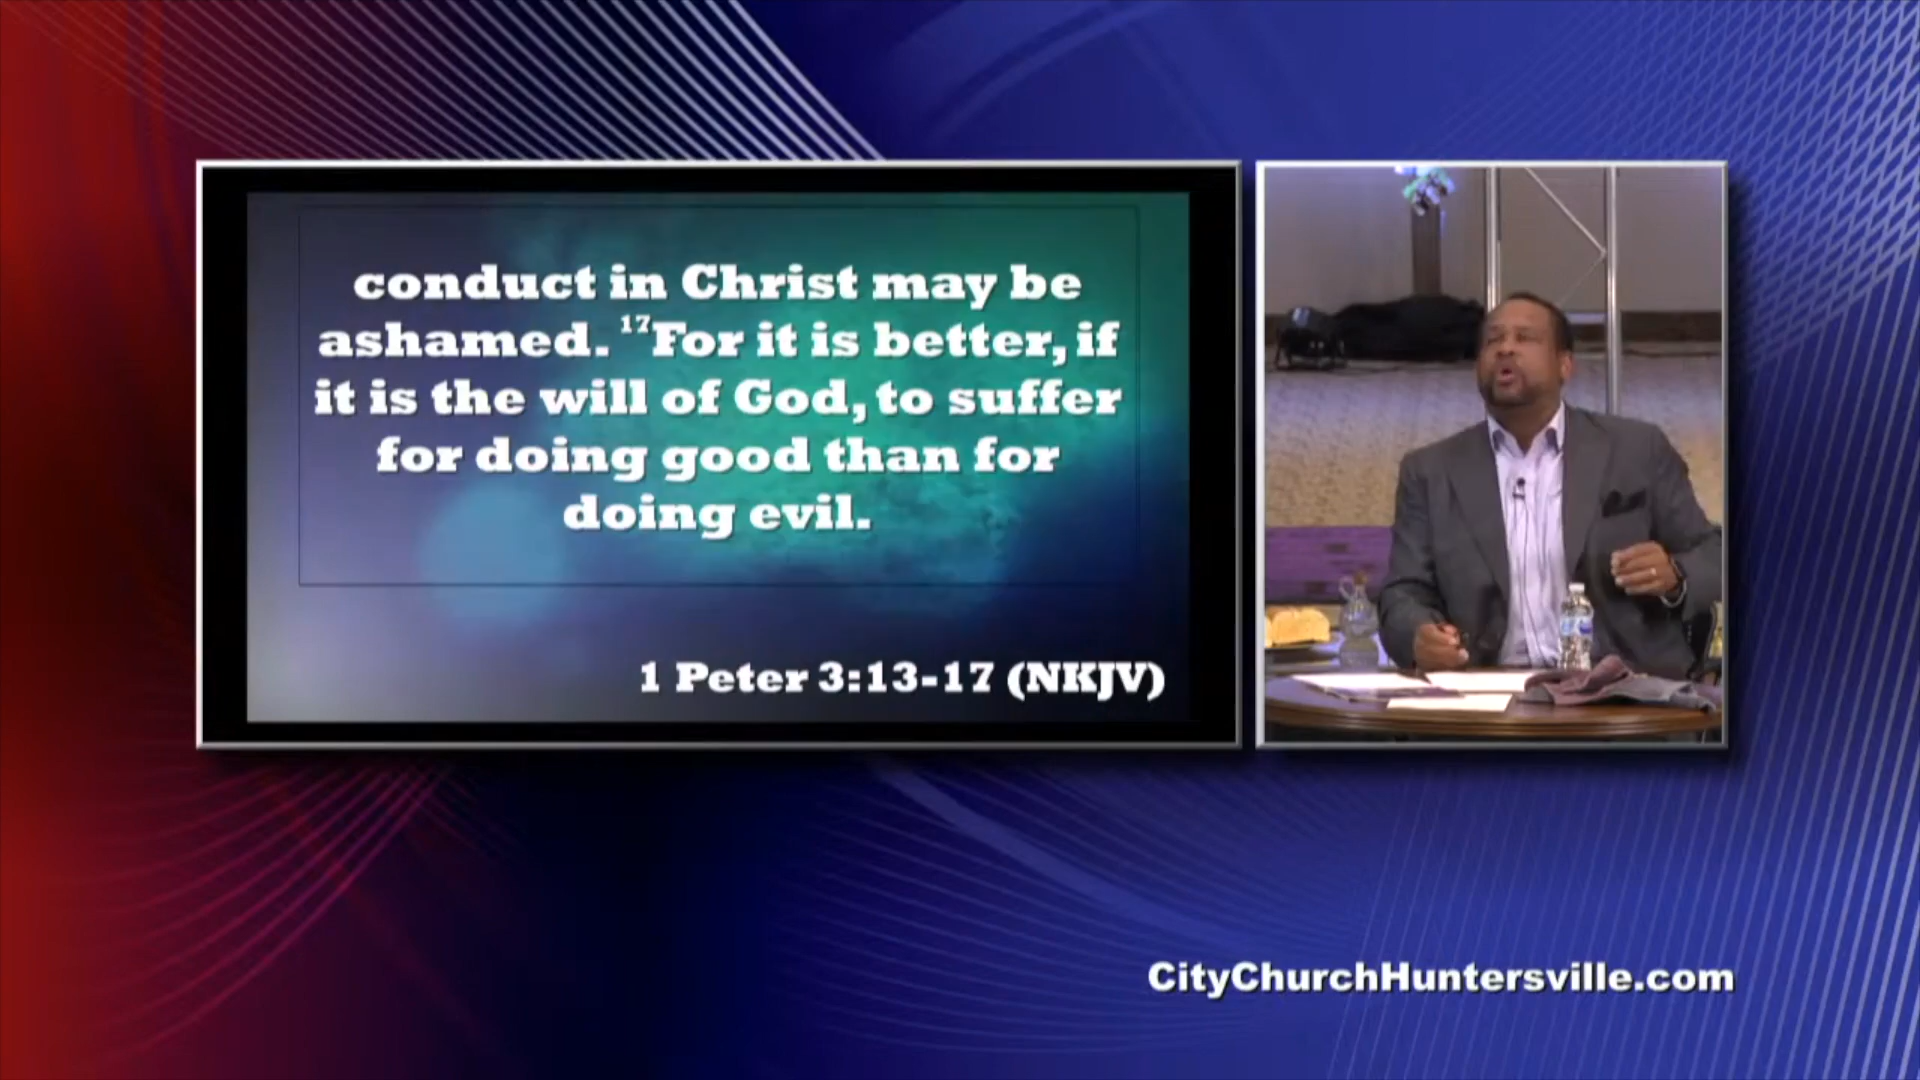 conduct in Christ may be
ashamed. 17For it is better, if
it is the will of God, to suffer
for doing good than for
doing evil.
1 Peter 3:13-17 (NKJV)
CityChurchHuntersville.com